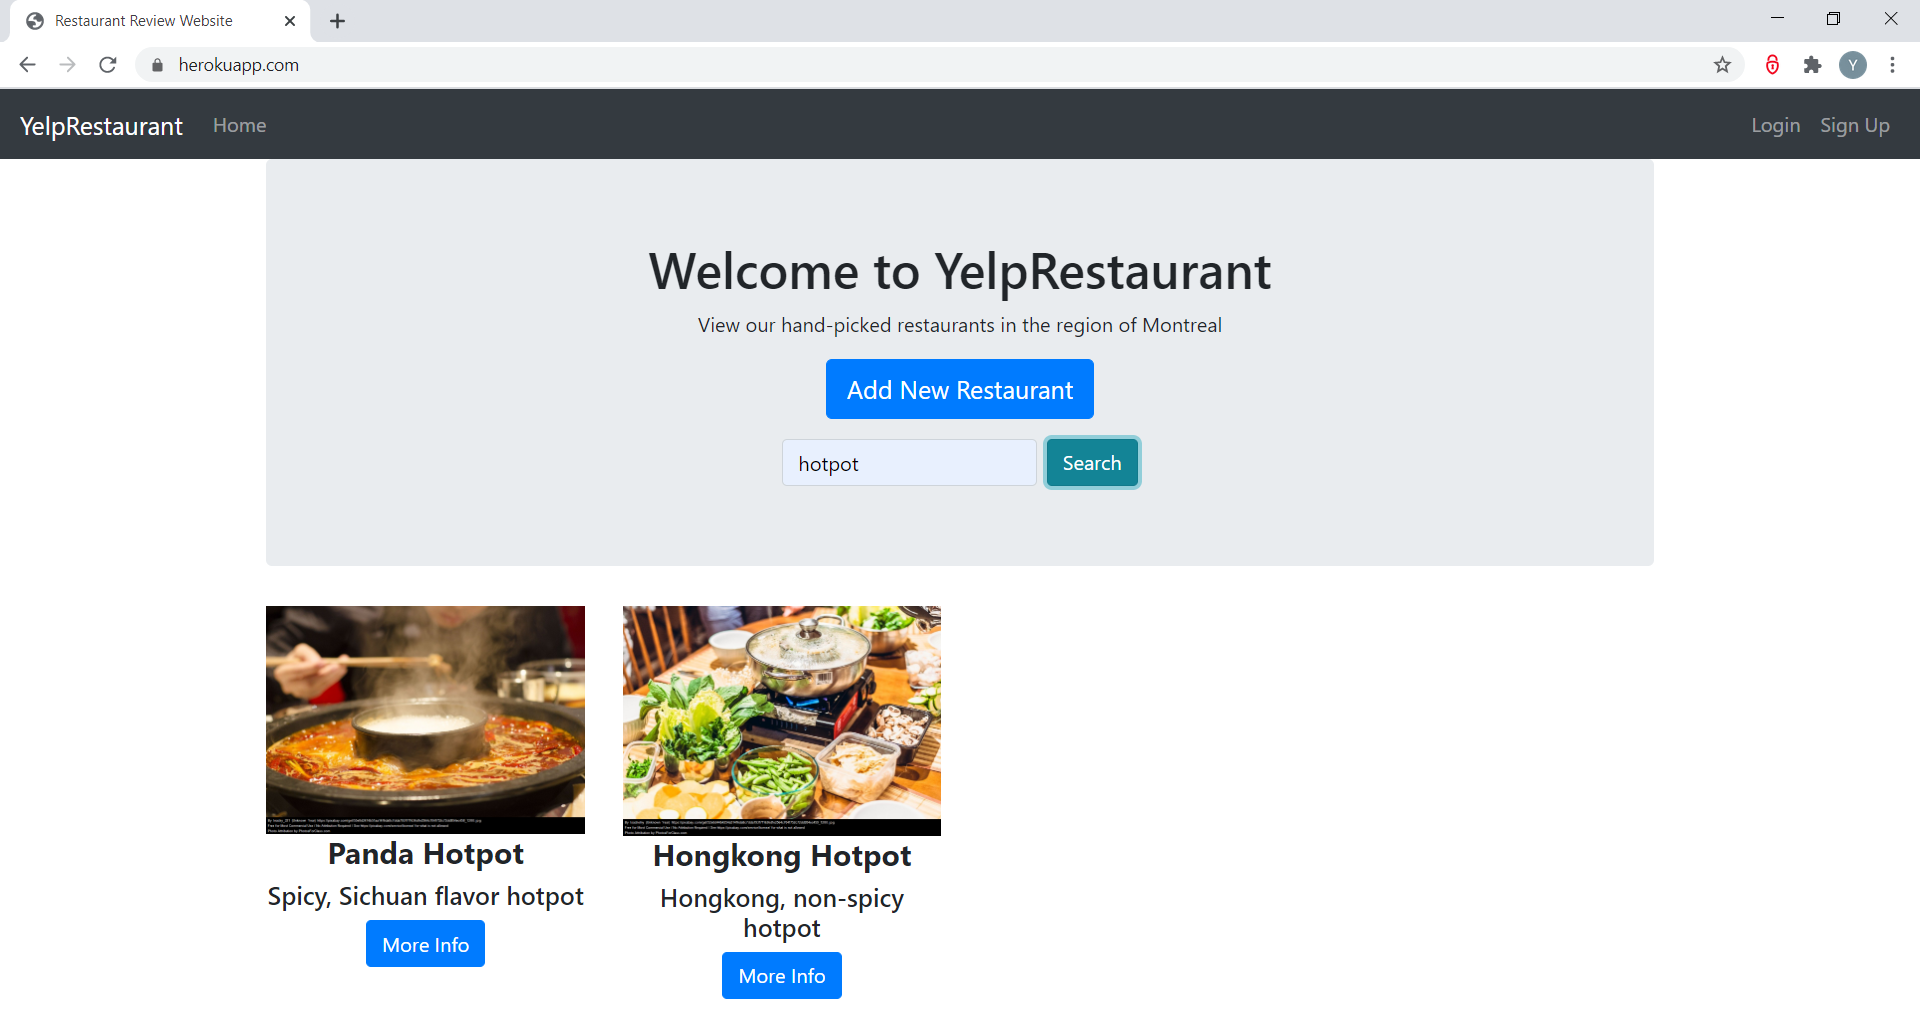 Restaurant Review Website
herokuapp.com
Y
YelpRestaurant Home Login Sign Up
Welcome to YelpRestaurant
View our hand-picked restaurants in the region of Montreal
Add New Restaurant
hotpot Search
Panda Hotpot
Spicy, Sichuan flavor hotpot
More Info
Hongkong Hotpot
Hongkong, non-spicy
hotpot
More Info